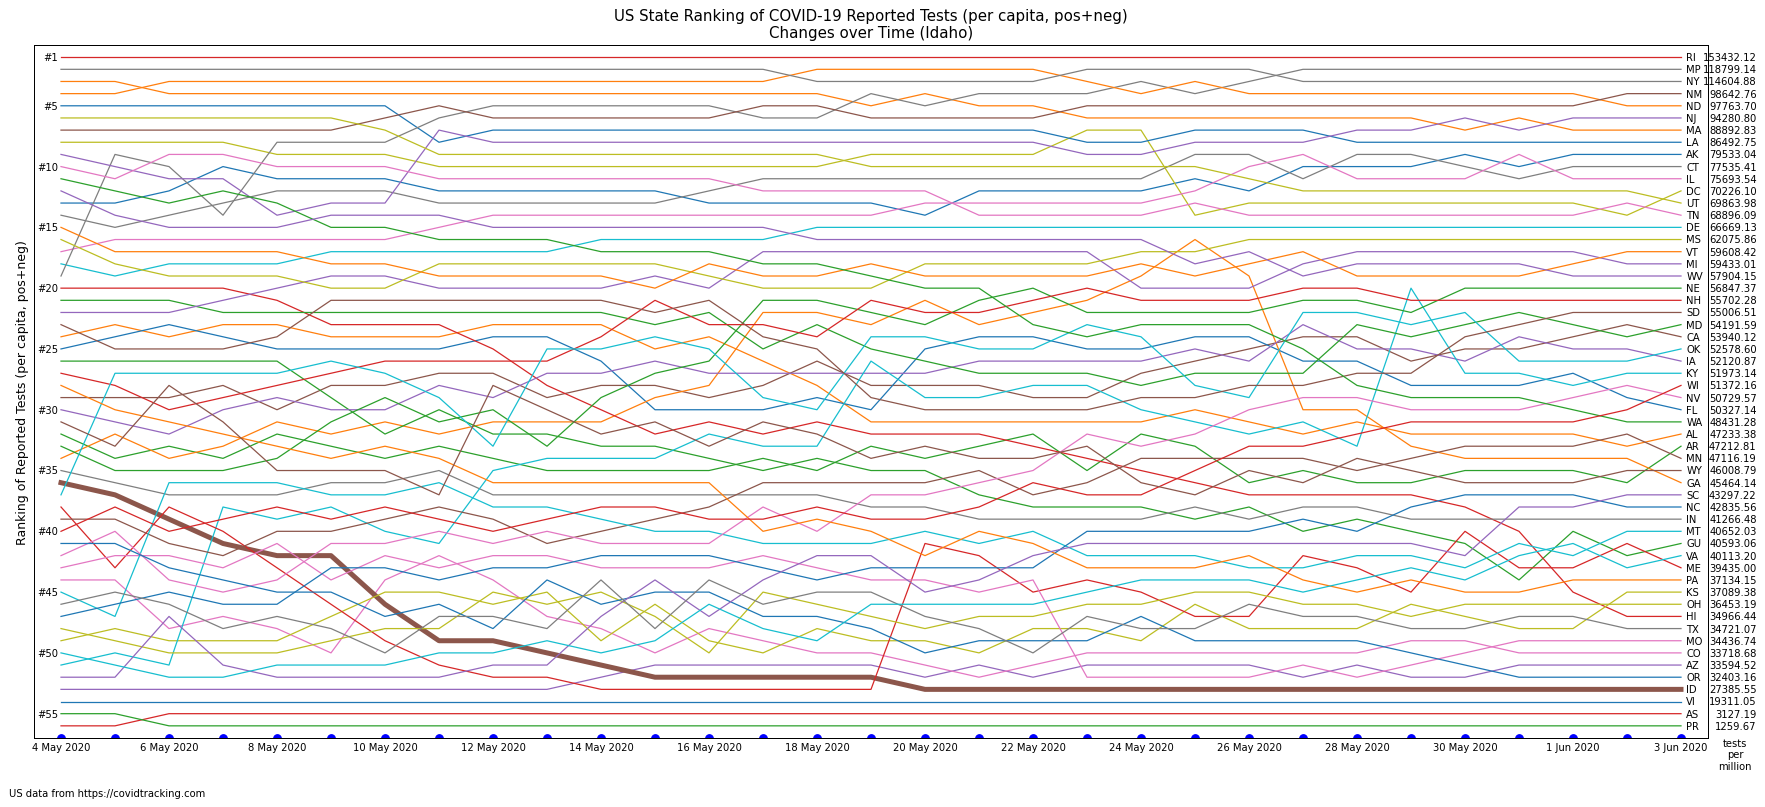 US State Ranking of COVID-19 Reported Tests (per capita, pos+neg)
Changes over Time (Idaho)
Ranking of Reported Tests (per capita, pos+neg)
#1
#5
#10
#15
#20
#25
#30
#35
#40
#45
#50
#55
RI 153432.12
MP 118799.14
NY 114604.88
NM 98642.76
ND 97763.70
NJ 94280.80
MA 88892.83
LA 86492.75
AK 79533.04
CT 77535.41
IL 75693.54
DC 70226.10
UT 69863.98
TN 68896.09
DE 66669.13
MS 62075.86
VT 59608.42
MI 59433.01
WV 57904.15
NE 56847.37
NH 55702.28
SD 55006.51
MD 54191.59
CA 53940.12
OK 52578.60
IA 52120.87
KY 51973.14
WI 51372.16
NV 50729.57
FL 50327.14
WA 48431.28
AL 47233.38
AR 47212.81
MN 47116.19
WY 46008.79
GA 45464.14
SC 43297.22
NC 42835.56
IN 41266.48
MT 40652.03
GU 40593.06
VA 40113.20
ME 39435.00
PA 37134.15
KS 37089.38
OH 36453.19
HI 34966.44
TX 34721.07
MO 34436.74
CO 33718.68
AZ 33594.52
OR 32403.16
ID 27385.55
VI 19311.05
AS 3127.19
PR 1259.67
4 May 2020 6 May 2020 8 May 2020 10 May 2020 12 May 2020 14 May 2020 16 May 2020 18 May 2020 20 May 2020 22 May 2020 24 May 2020 26 May 2020 28 May 2020 30 May 2020 1 Jun 2020 3 Jun 2020
tests
per
million
US data from https://covidtracking.com